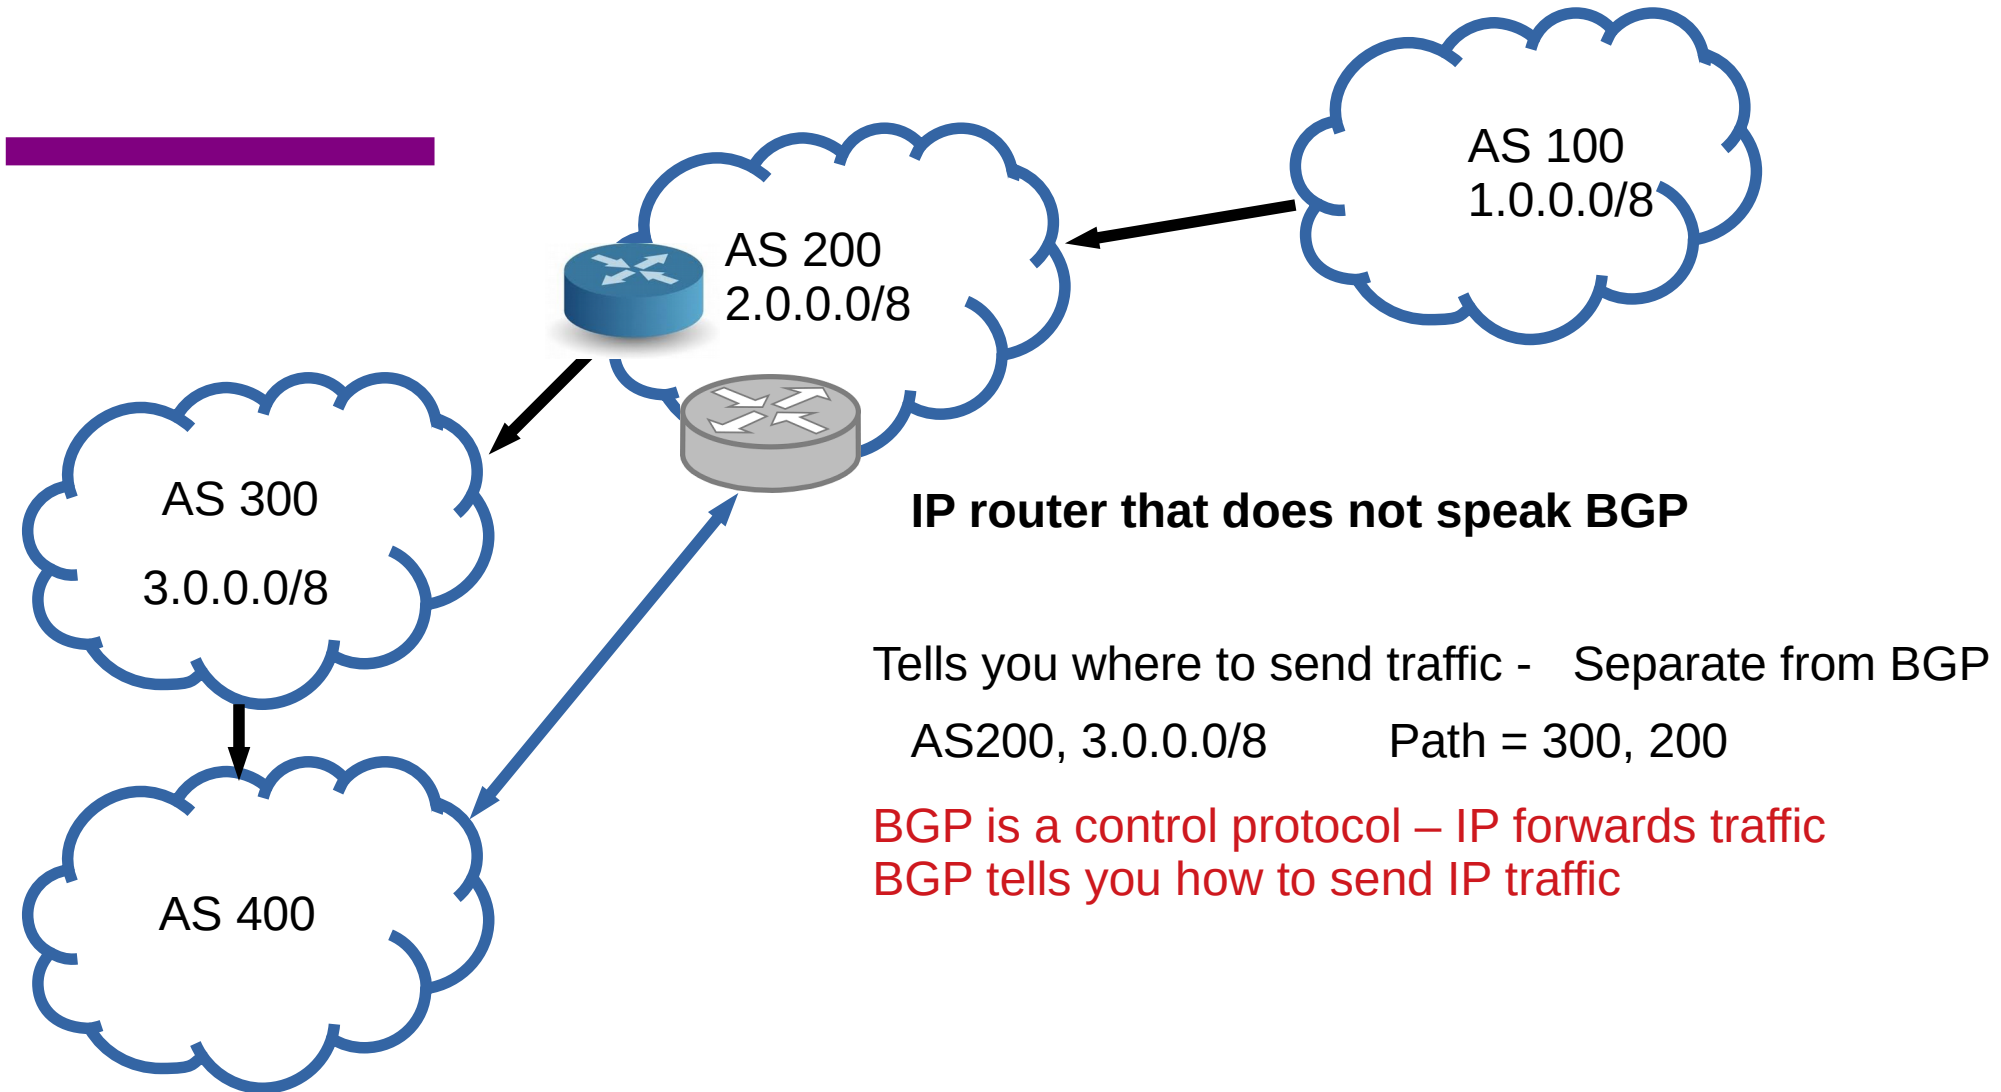 AS 100
1.0.0.0/8
AS 200
2.0.0.0/8
AS 300
3.0.0.0/8
IP router that does not speak BGP
Tells you where to send traffic - Separate from BGP
AS200, 3.0.0.0/8 Path = 300, 200
BGP is a control protocol – IP forwards traffic
BGP tells you how to send IP traffic
AS 400